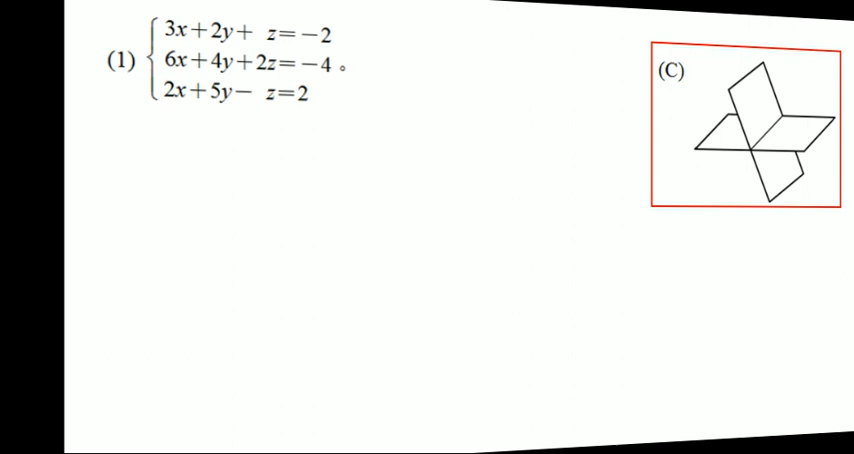 (1) { 3x+2y+ z=-2
6x+4y+2z=-4 。
2x+5y- z=2
(C)